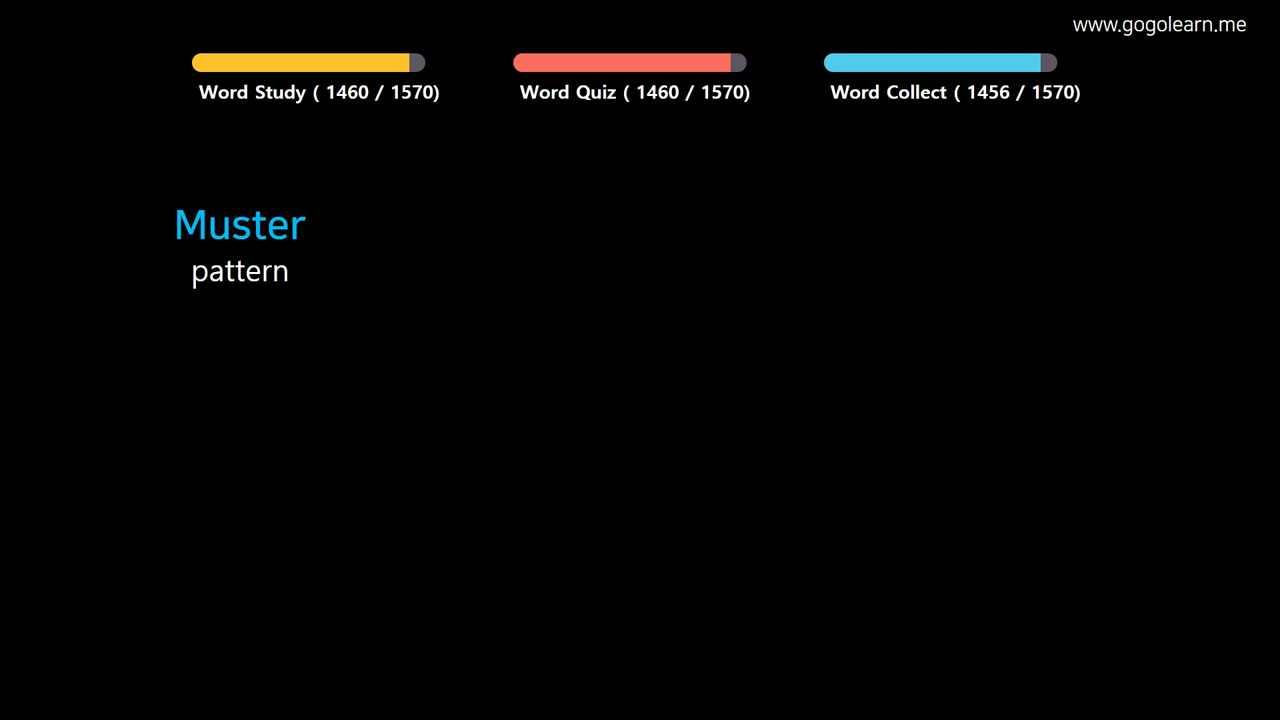 www.gogolearn.me
Word Study ( 1460 / 1570)
Word Quiz ( 1460 / 1570)
Word Collect ( 1456 / 1570)
Muster
pattern